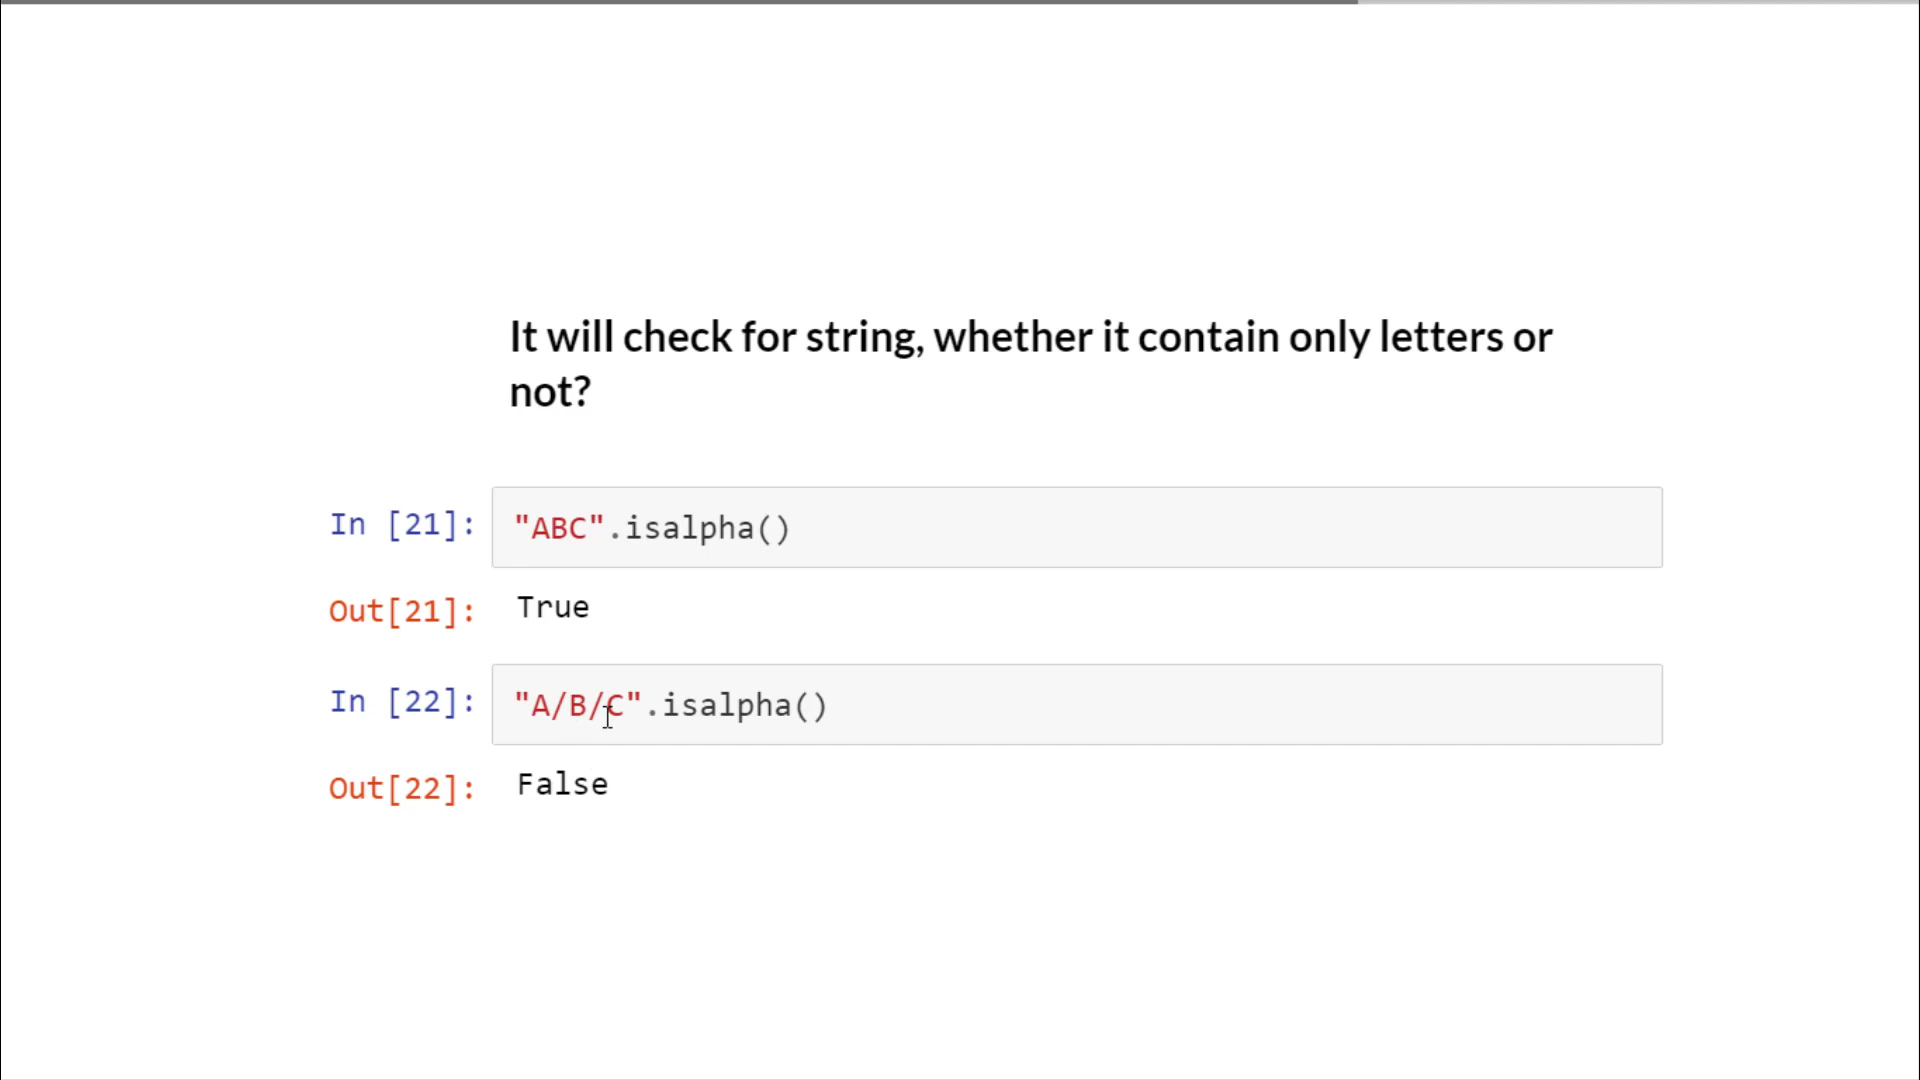 It will check for string, whether it contain only letters or
not?
In [21]: "ABC".isalpha()
Out[21]: True
In [22]: "A/B/C".isalpha()
Out[22]: False